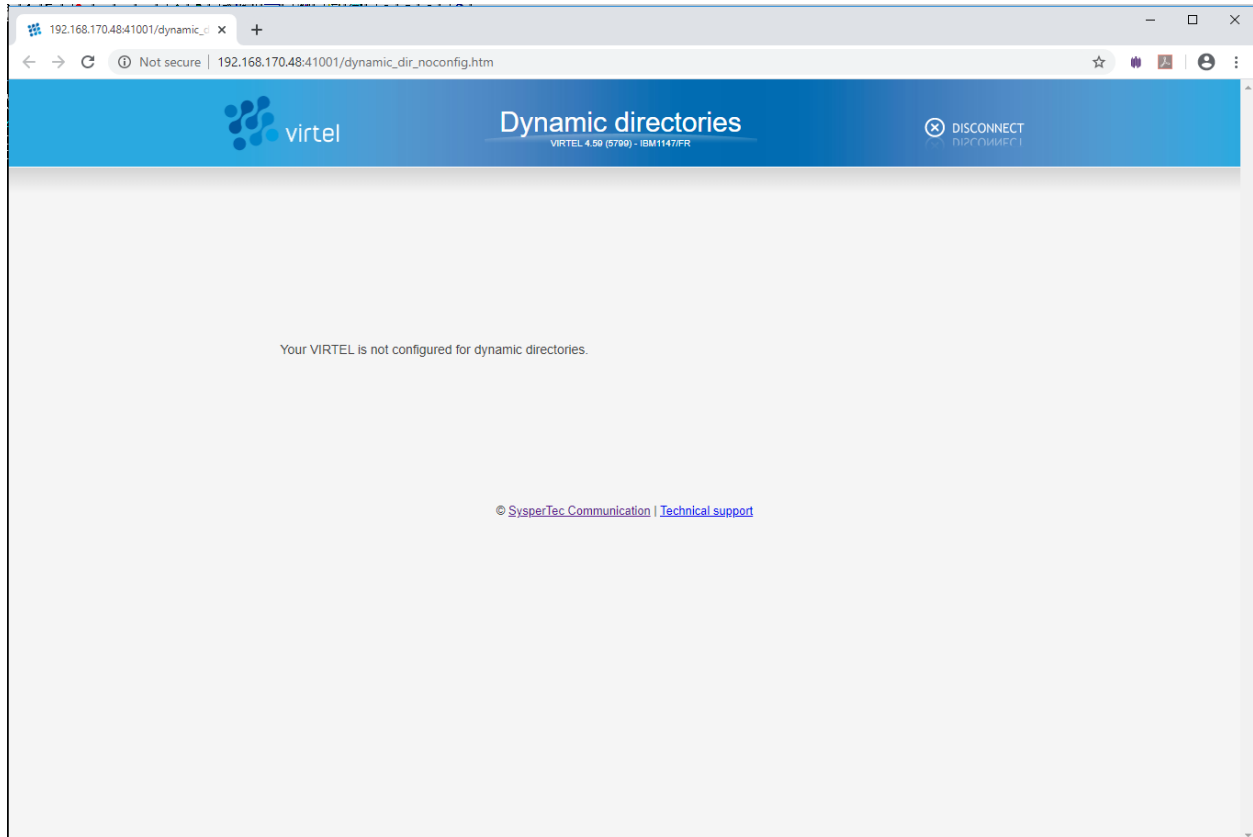 192.168.170.48:41001/dynamic_d
Not secure | 192.168.170.48:41001/dynamic_dir_noconfig.htm
virtel
Dynamic directories
VIRTEL 4.59 (5799) - IBM1147/FR
DISCONNECT
Your VIRTEL is not configured for dynamic directories.
© SysperTec Communication | Technical support